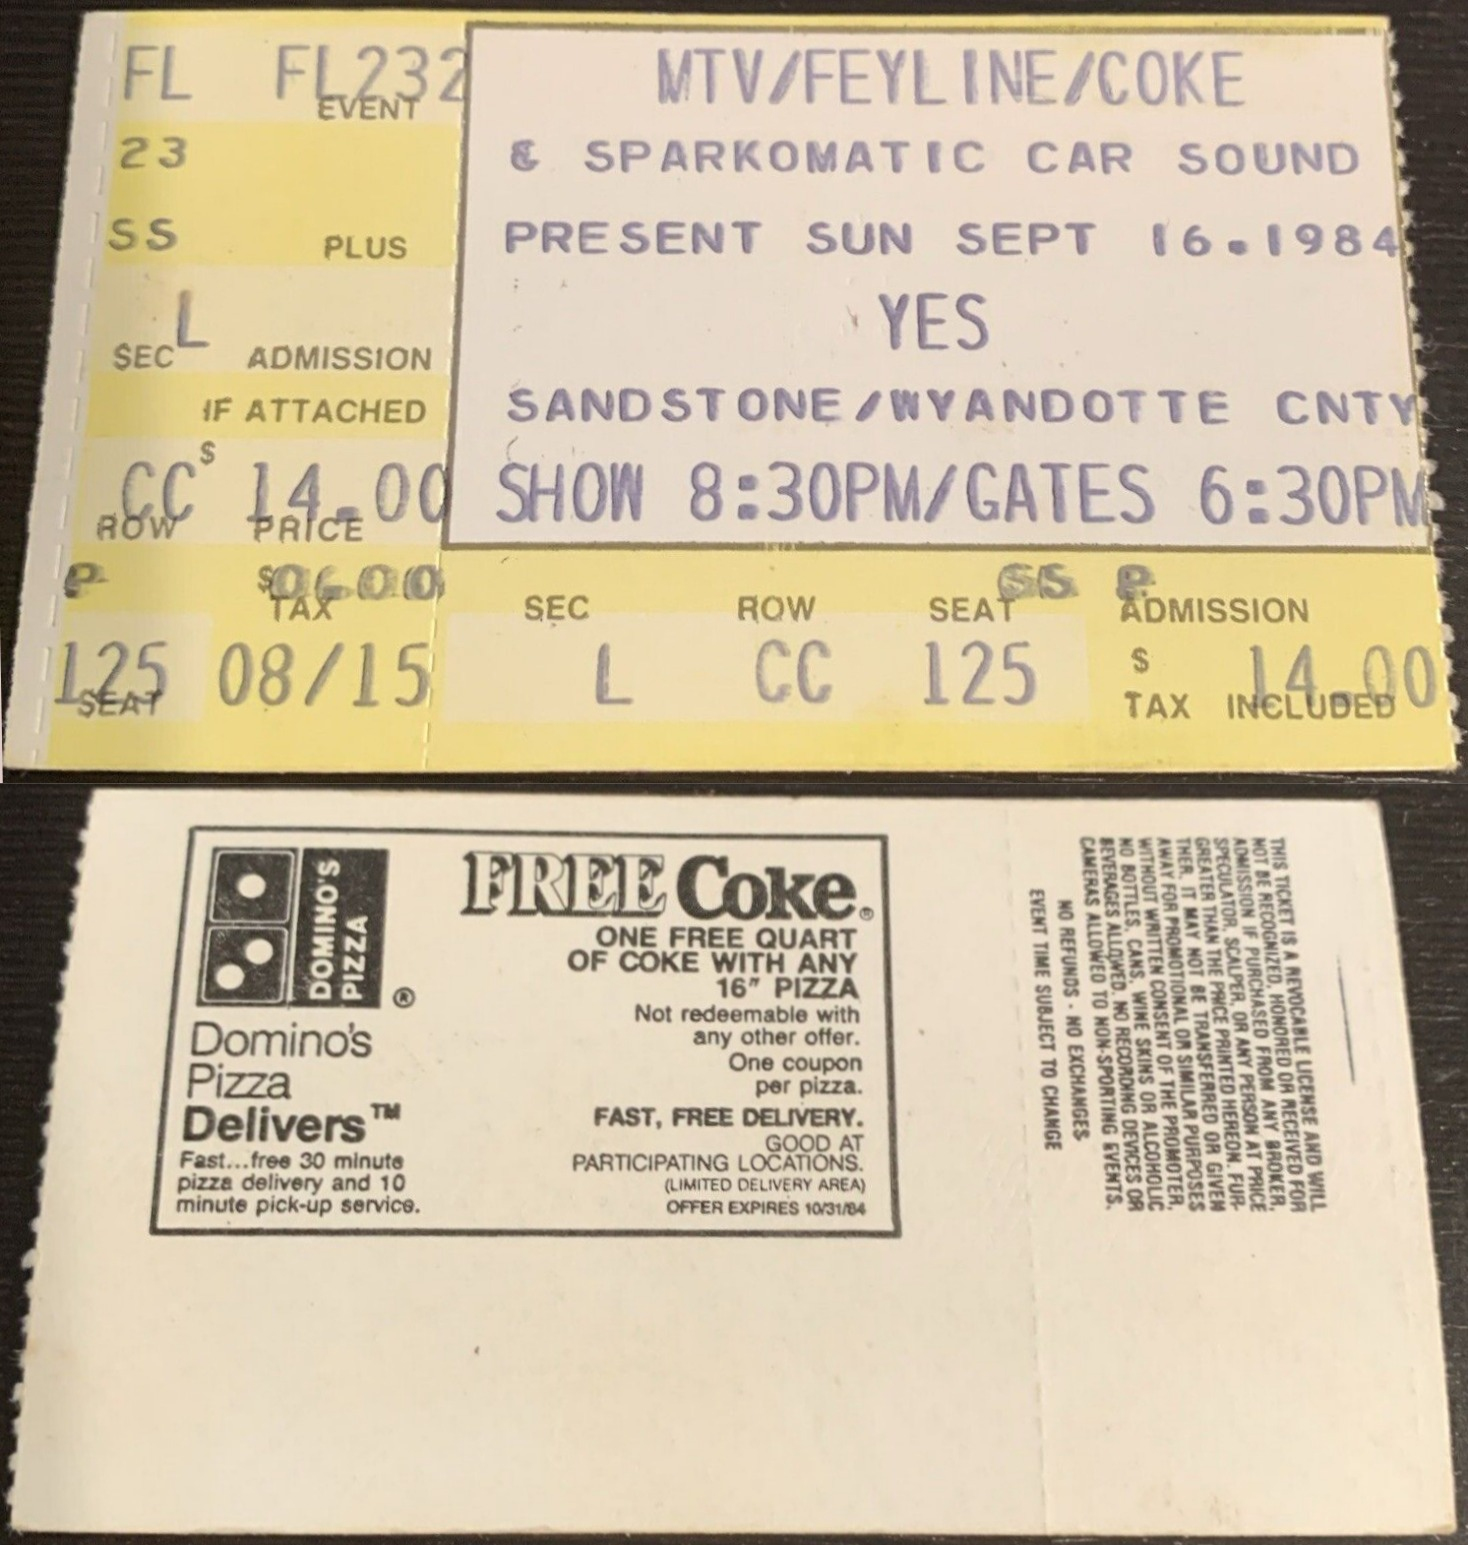 FL FL232
EVENT
23
SS PLUS
L
SEC ADMISSION
IF ATTACHED
CC $ 14.00
ROW PRICE
P $0.00
TAX
125 08/15
SEAT
MTV/FEYLINE/COKE
& SPARKOMATIC CAR SOUND
PRESENT SUN SEPT 16.1984
YES
SANDSTONE/WYANDOTTE CNTY
SHOW 8:30PM/GATES 6:30PM
SS P
SEC ROW SEAT ADMISSION
L CC 125 $ 14.00
TAX INCLUDED
DOMINO'S
PIZZA
®
Domino's
Pizza
Delivers™
Fast...free 30 minute
pizza delivery and 10
minute pick-up service.
FREE Coke®
ONE FREE QUART
OF COKE WITH ANY
16" PIZZA
Not redeemable with
any other offer.
One coupon
per pizza.
FAST, FREE DELIVERY.
GOOD AT
PARTICIPATING LOCATIONS.
(LIMITED DELIVERY AREA)
OFFER EXPIRES 10/31/84
THIS TICKET IS A REVOCABLE LICENSE AND WILL
NOT BE RECOGNIZED, HONORED OR RECEIVED FOR
ADMISSION IF PURCHASED FROM ANY BROKER,
SPECULATOR, SCALPER, OR ANY PERSON AT PRICE
GREATER THAN THE PRICE PRINTED HEREON. FUR-
THER, IT MAY NOT BE TRANSFERRED OR GIVEN
AWAY FOR PROMOTIONAL OR SIMILAR PURPOSES
WITHOUT WRITTEN CONSENT OF THE PROMOTER.
NO BOTTLES, CANS, WINE SKINS OR ALCOHOLIC
BEVERAGES ALLOWED. NO RECORDING DEVICES OR
CAMERAS ALLOWED TO NON-SPORTING EVENTS.
NO REFUNDS - NO EXCHANGES
EVENT TIME SUBJECT TO CHANGE